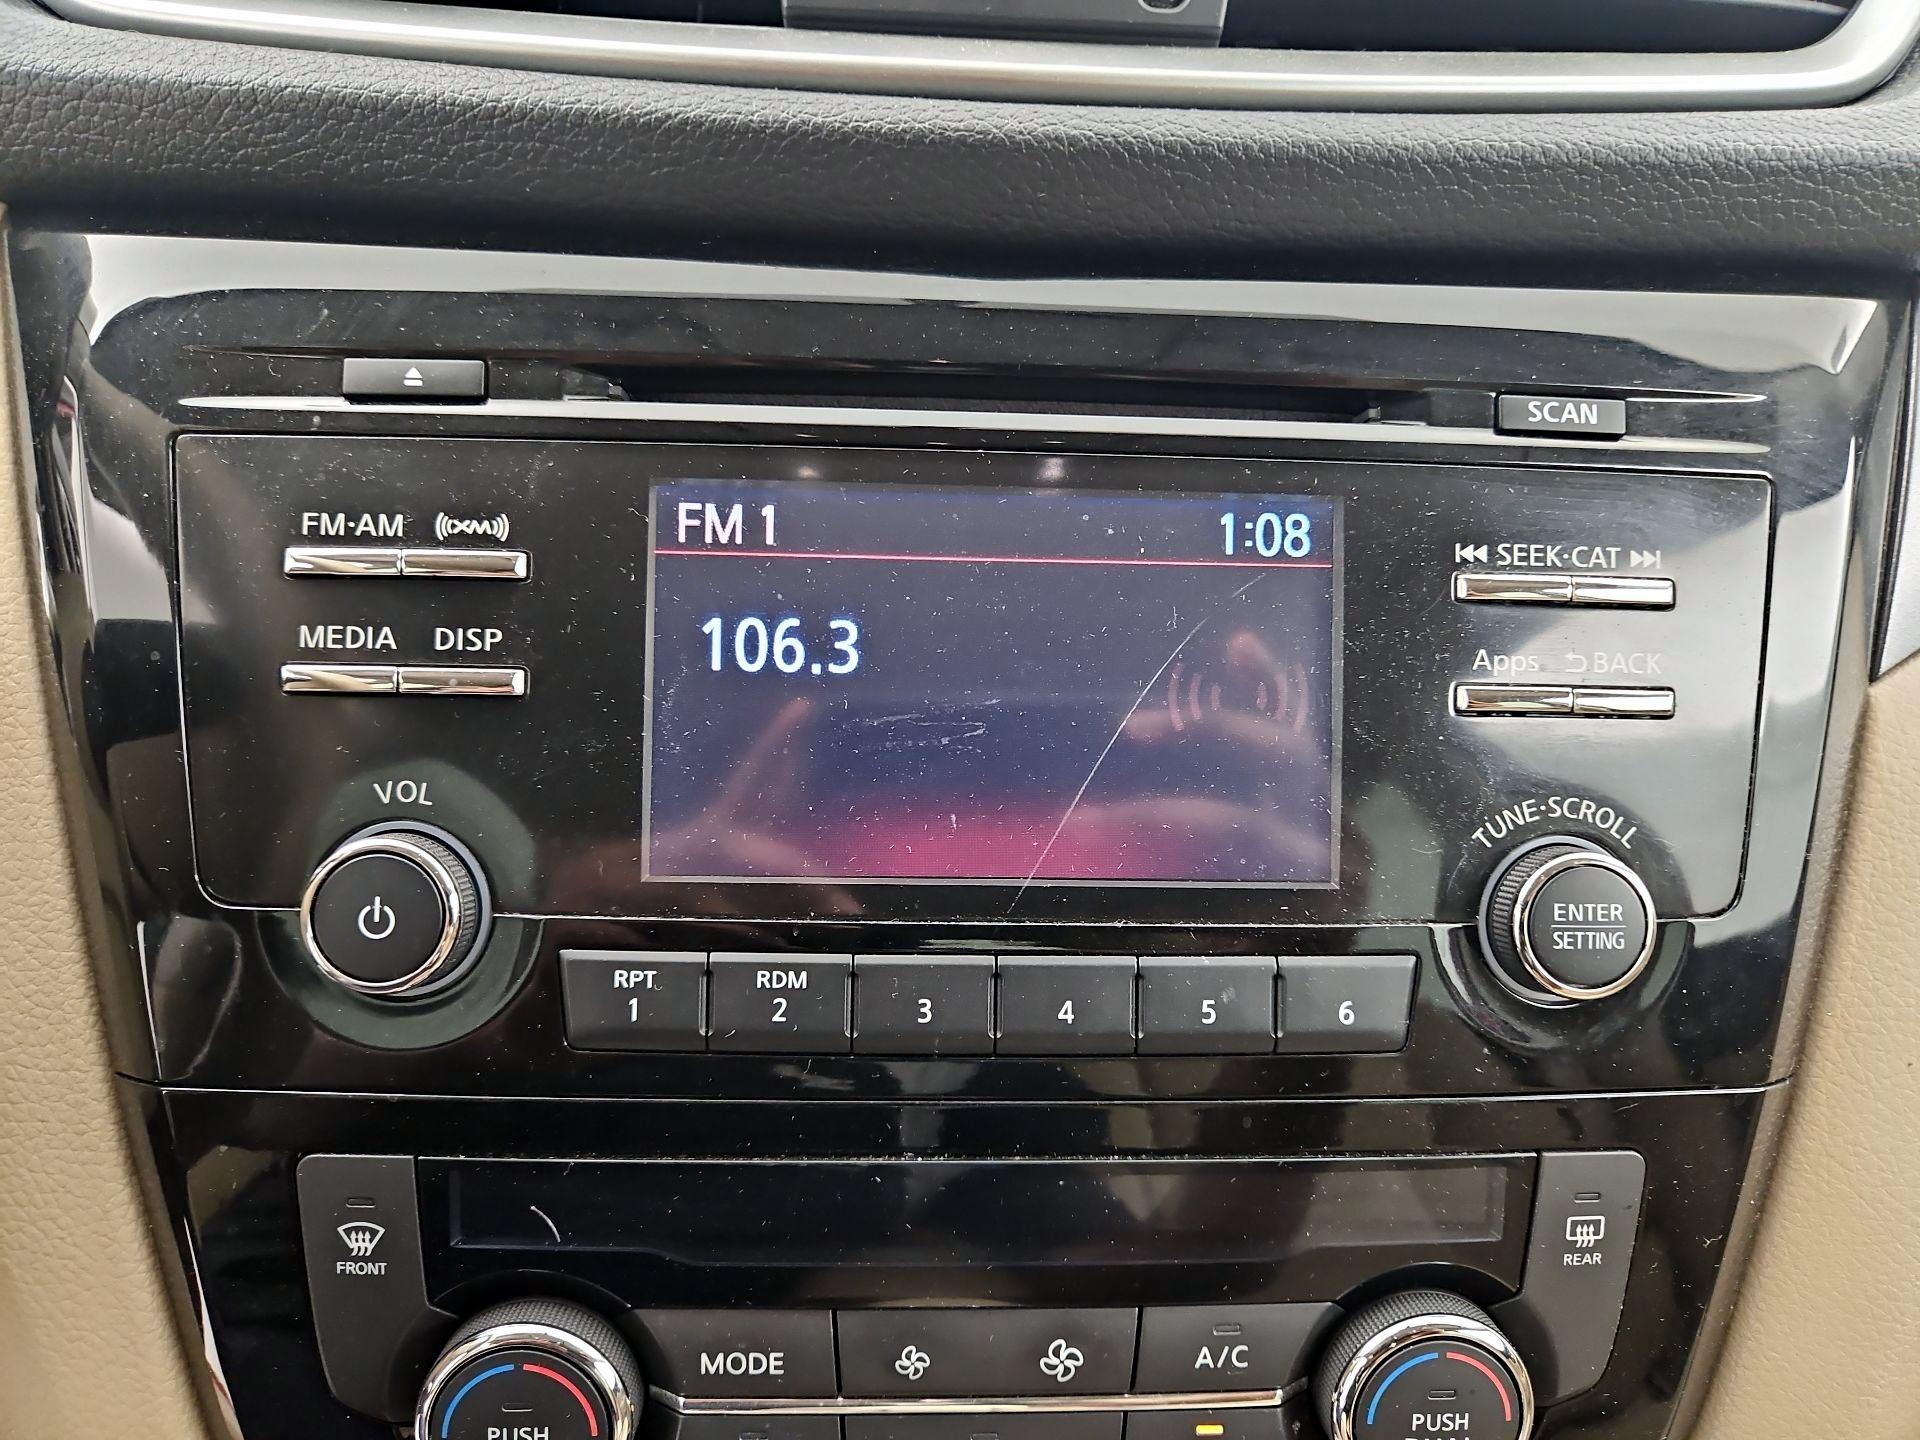 SCAN
FM·AM XM
FM 1 1:08
SEEK·CAT
MEDIA DISP
106.3
Apps BACK
VOL
TUNE·SCROLL
ENTER
SETTING
RPT RDM
1 2 3 4 5 6
FRONT
REAR
MODE
A/C
PUSH
PUSH